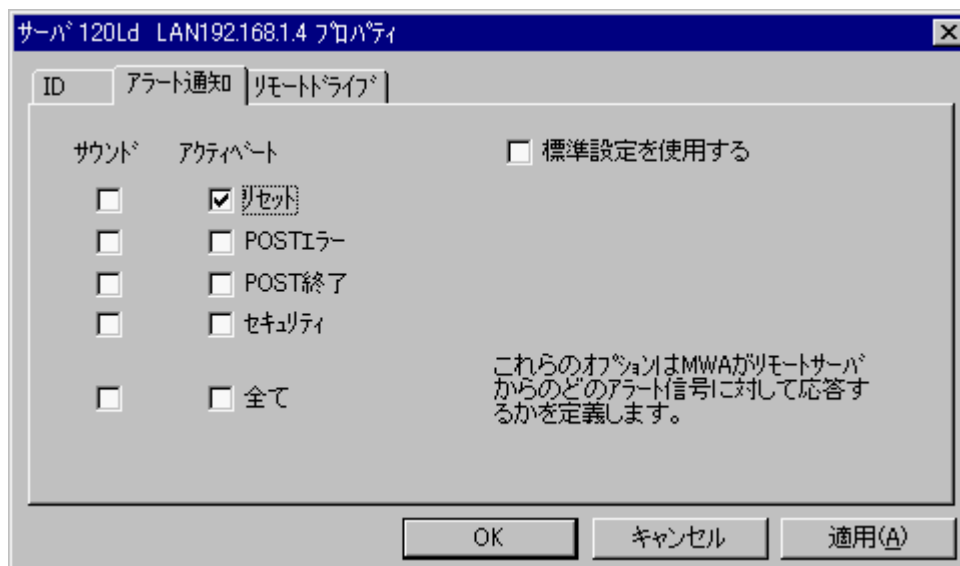 サーバ 120Ld LAN192.168.1.4 プロパティ
ID アラート通知 リモートドライブ
サウンド アクティベート 標準設定を使用する
リセット
POSTエラー
POST終了
セキュリティ
全て
これらのオプションはMWAがリモートサーバ
からのどのアラート信号に対して応答す
るかを定義します。
OK キャンセル 適用(A)